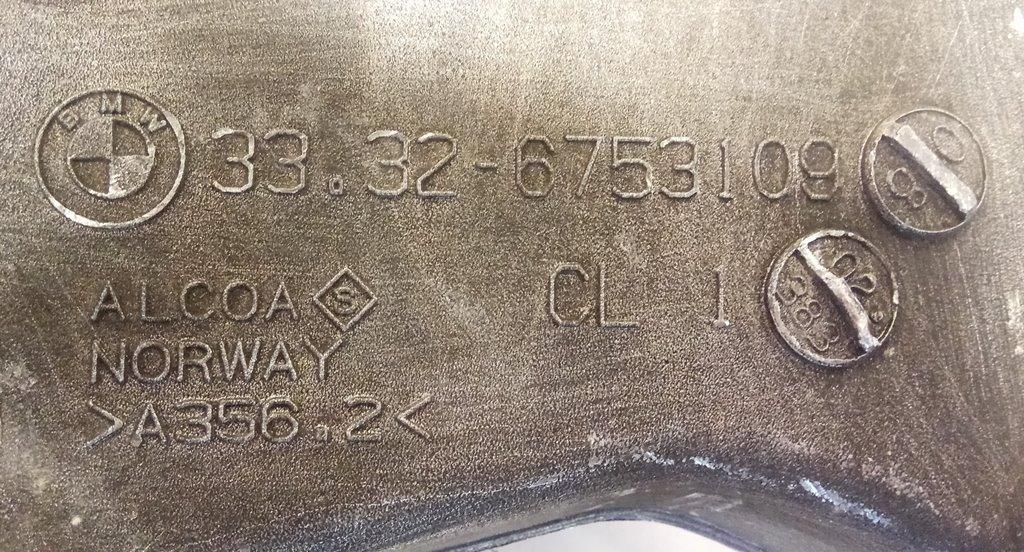 BMW 33.32-6753109
ALCOA S CL 1
NORWAY
>A356.2<